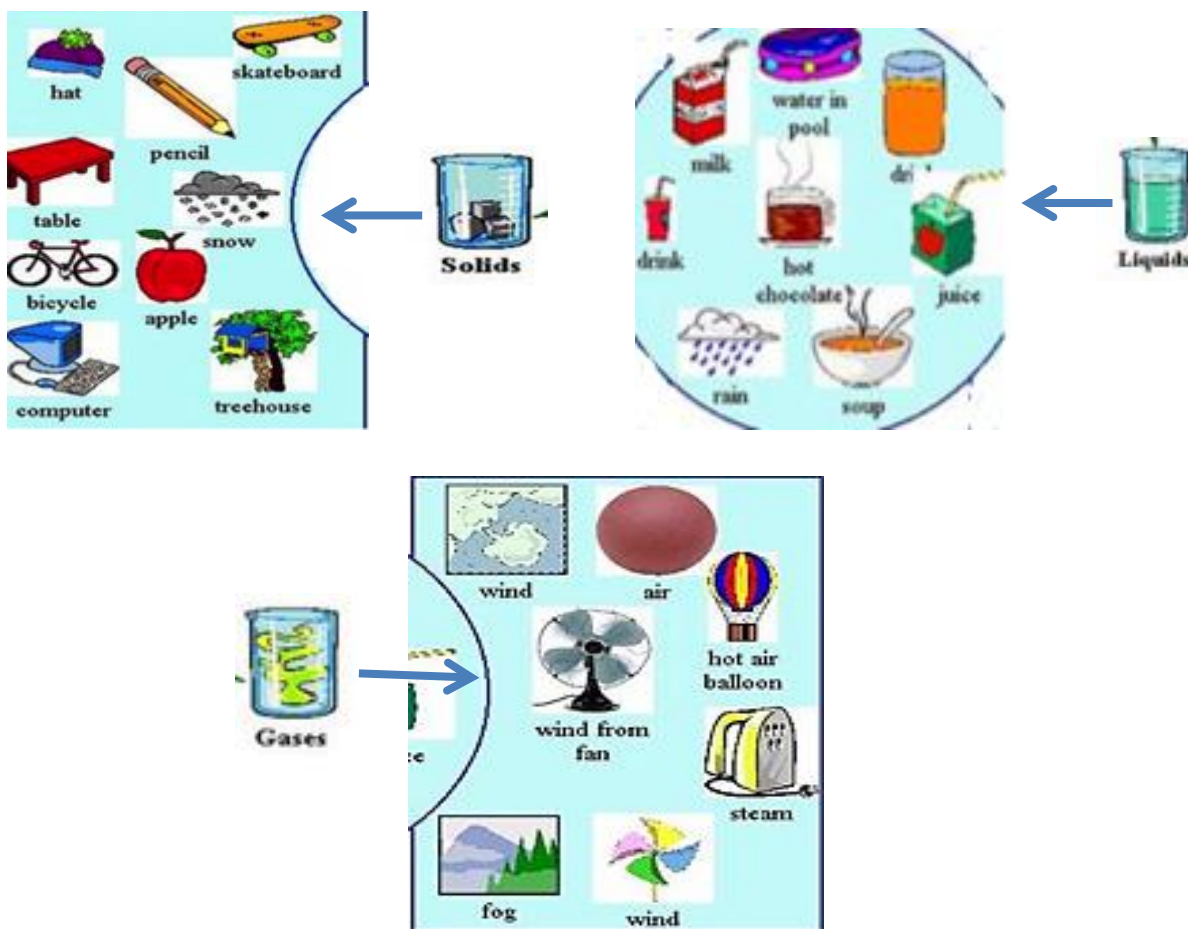 skateboard
hat
pencil
table
snow
bicycle
apple
computer
treehouse
Solids
water in
pool
milk
drink
hot
chocolate
juice
rain
soup
Liquids
wind
air
hot air
balloon
wind from
fan
steam
fog
wind
Gases